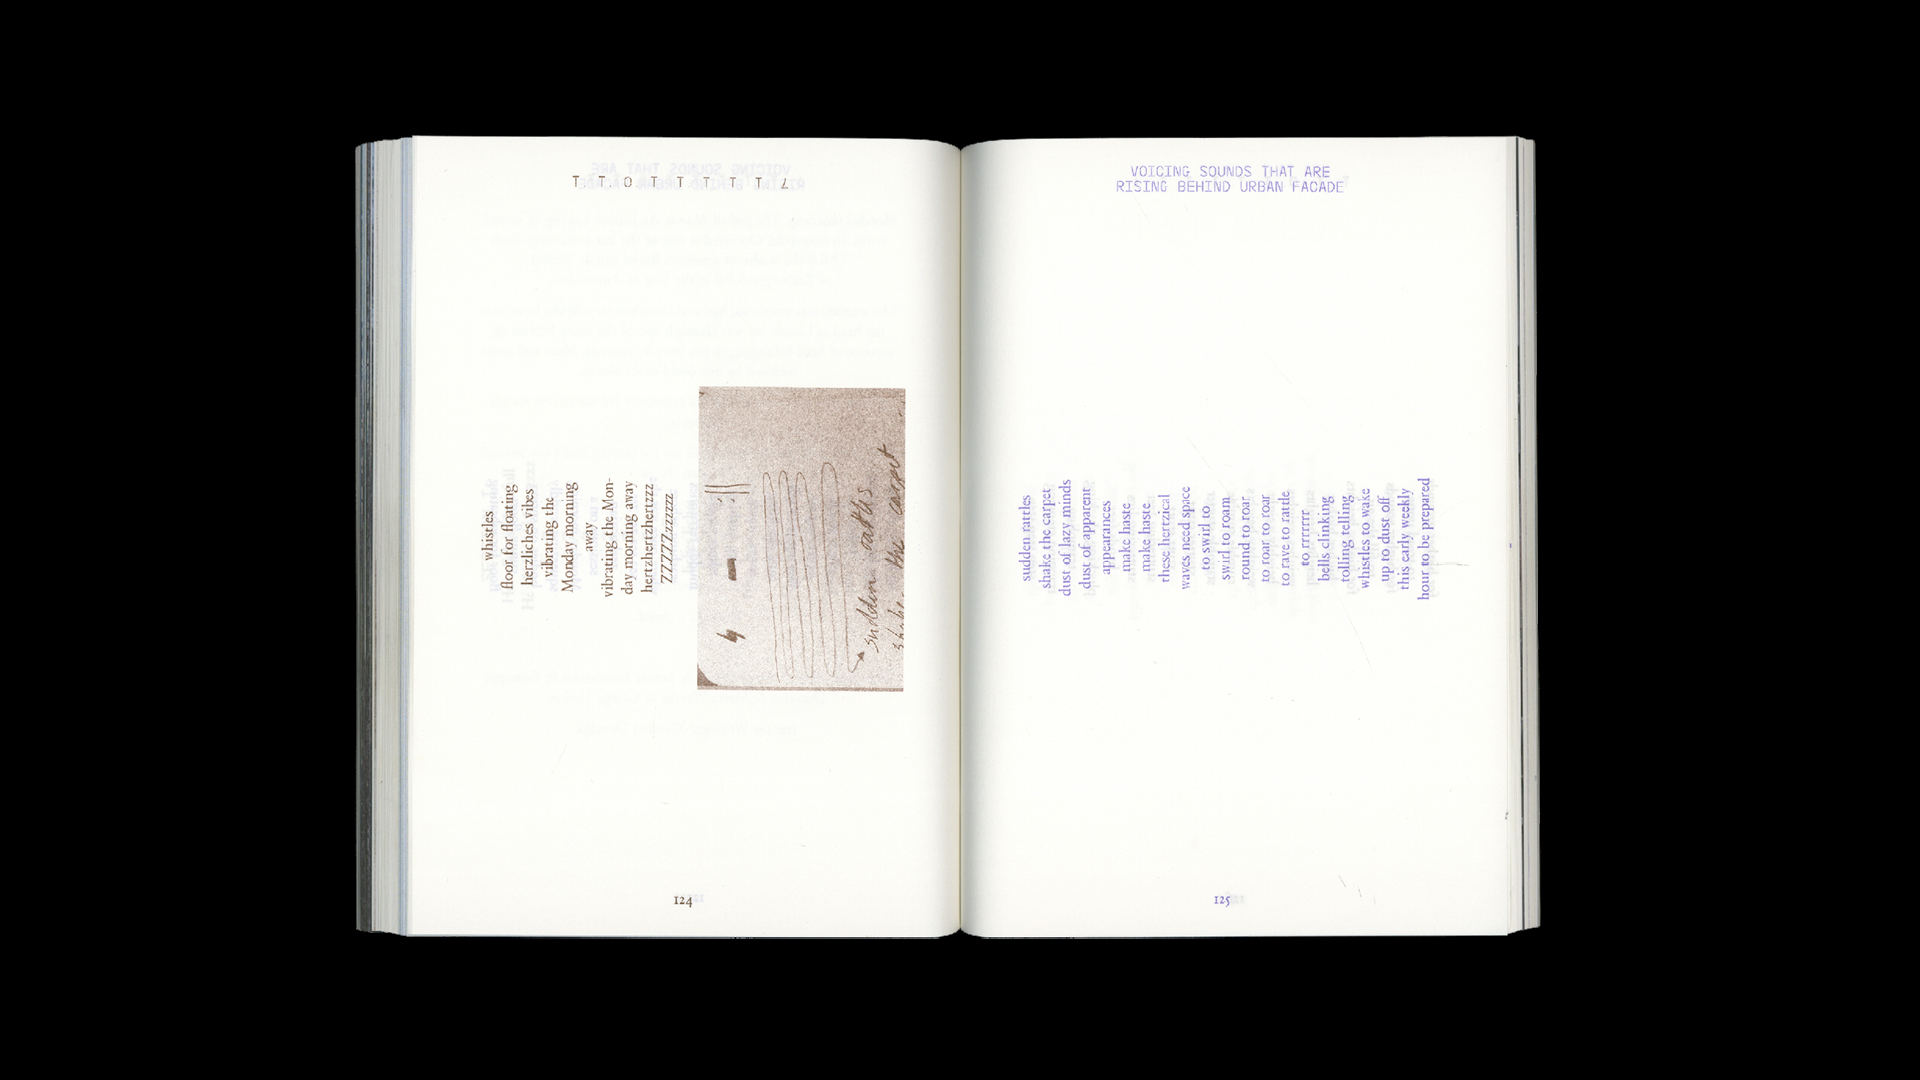 T T.O T T T T T
whistles
floor for floating
herzliches vibes
vibrating the
Monday morning
away
vibrating the Mon-
day morning away
hertzhertzhertzzz
ZZZZZzzzzzzz
sudden
shake the carpet
124
VOICING SOUNDS THAT ARE
RISING BEHIND URBAN FACADE
sudden rattles
shake the carpet
dust of lazy minds
dust of apparent
appearances
make haste
make haste
these hertzical
waves need space
to swirl to
swirl to roam
round to roar
to roar to roar
to rave to rattle
to rrrrrr
bells clinking
tolling telling
whistles to wake
up to dust off
this early weekly
hour to be prepared
125